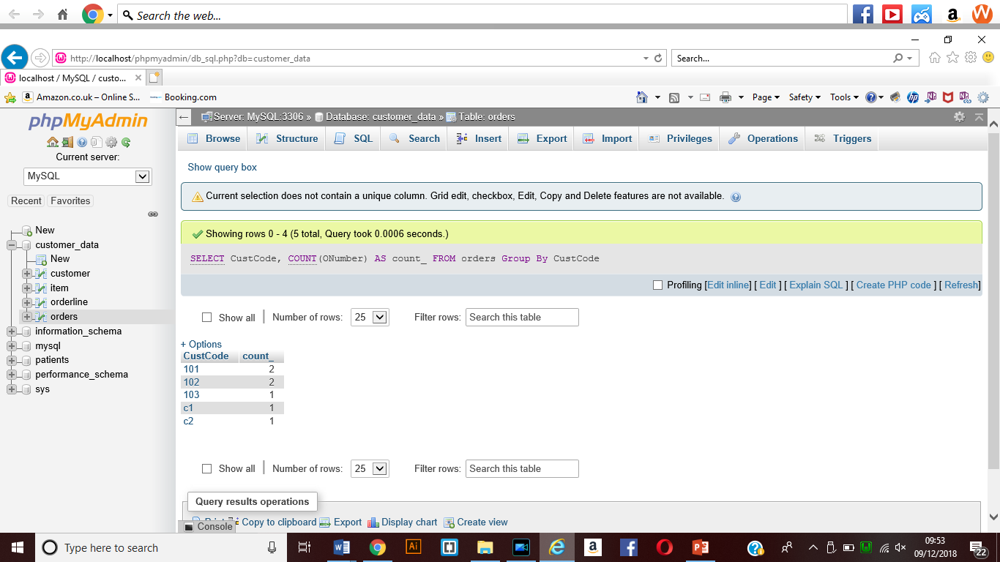 Search the web...
http://localhost/phpmyadmin/db_sql.php?db=customer_data
Search...
localhost / MySQL / custo...
Amazon.co.uk – Online S...
Booking.com
Page
Safety
Tools
phpMyAdmin
Current server:
MySQL
Recent
Favorites
New
customer_data
New
customer
item
orderline
orders
information_schema
mysql
patients
performance_schema
sys
Server: MySQL:3306 » Database: customer_data » Table: orders
Browse
Structure
SQL
Search
Insert
Export
Import
Privileges
Operations
Triggers
Show query box
Current selection does not contain a unique column. Grid edit, checkbox, Edit, Copy and Delete features are not available.
Showing rows 0 - 4 (5 total, Query took 0.0006 seconds.)
SELECT CustCode, COUNT(ONumber) AS count_ FROM orders Group By CustCode
Profiling [Edit inline] [ Edit ] [ Explain SQL ] [ Create PHP code ] [ Refresh]
Show all
Number of rows:
25
Filter rows:
Search this table
+ Options
CustCode count_
101 2
102 2
103 1
c1 1
c2 1
Show all
Number of rows:
25
Filter rows:
Search this table
Query results operations
Copy to clipboard
Export
Display chart
Create view
Console
Type here to search
09:53
09/12/2018
22